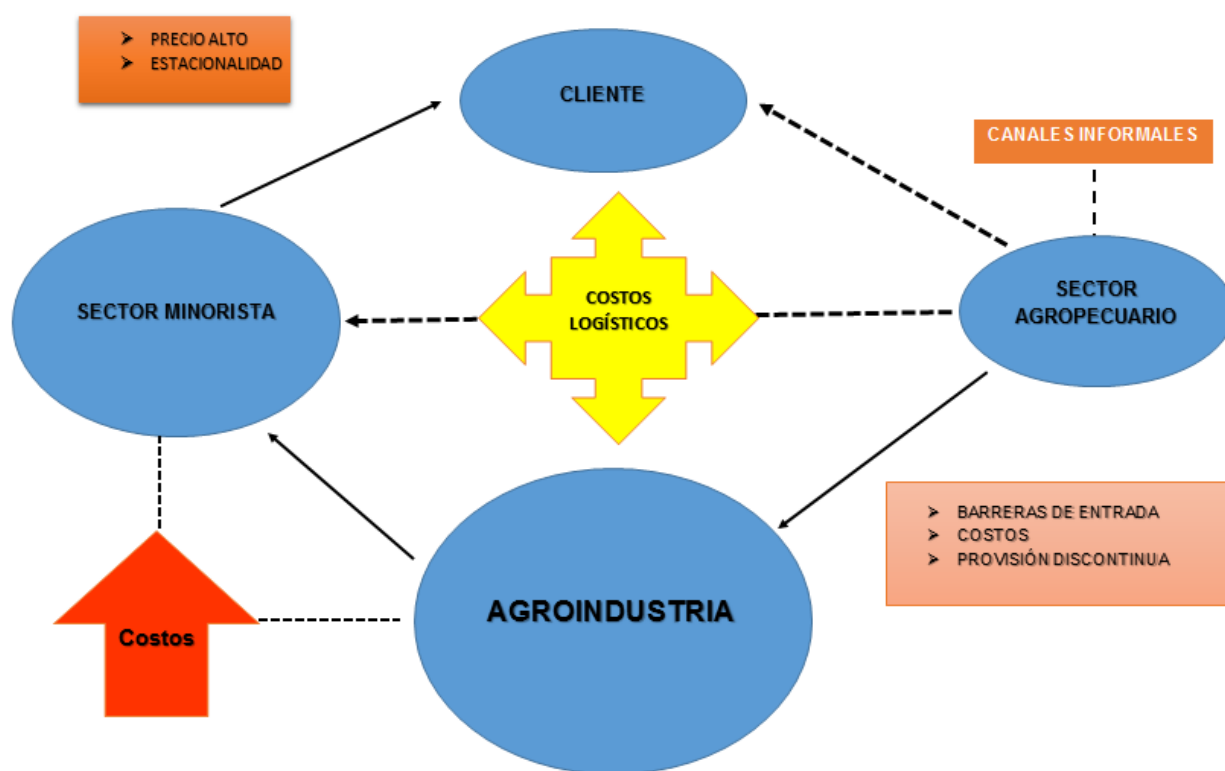 ➤ PRECIO ALTO
➤ ESTACIONALIDAD
CLIENTE
CANALES INFORMALES
SECTOR MINORISTA
COSTOS
LOGÍSTICOS
SECTOR
AGROPECUARIO
➤ BARRERAS DE ENTRADA
➤ COSTOS
➤ PROVISIÓN DISCONTINUA
AGROINDUSTRIA
Costos